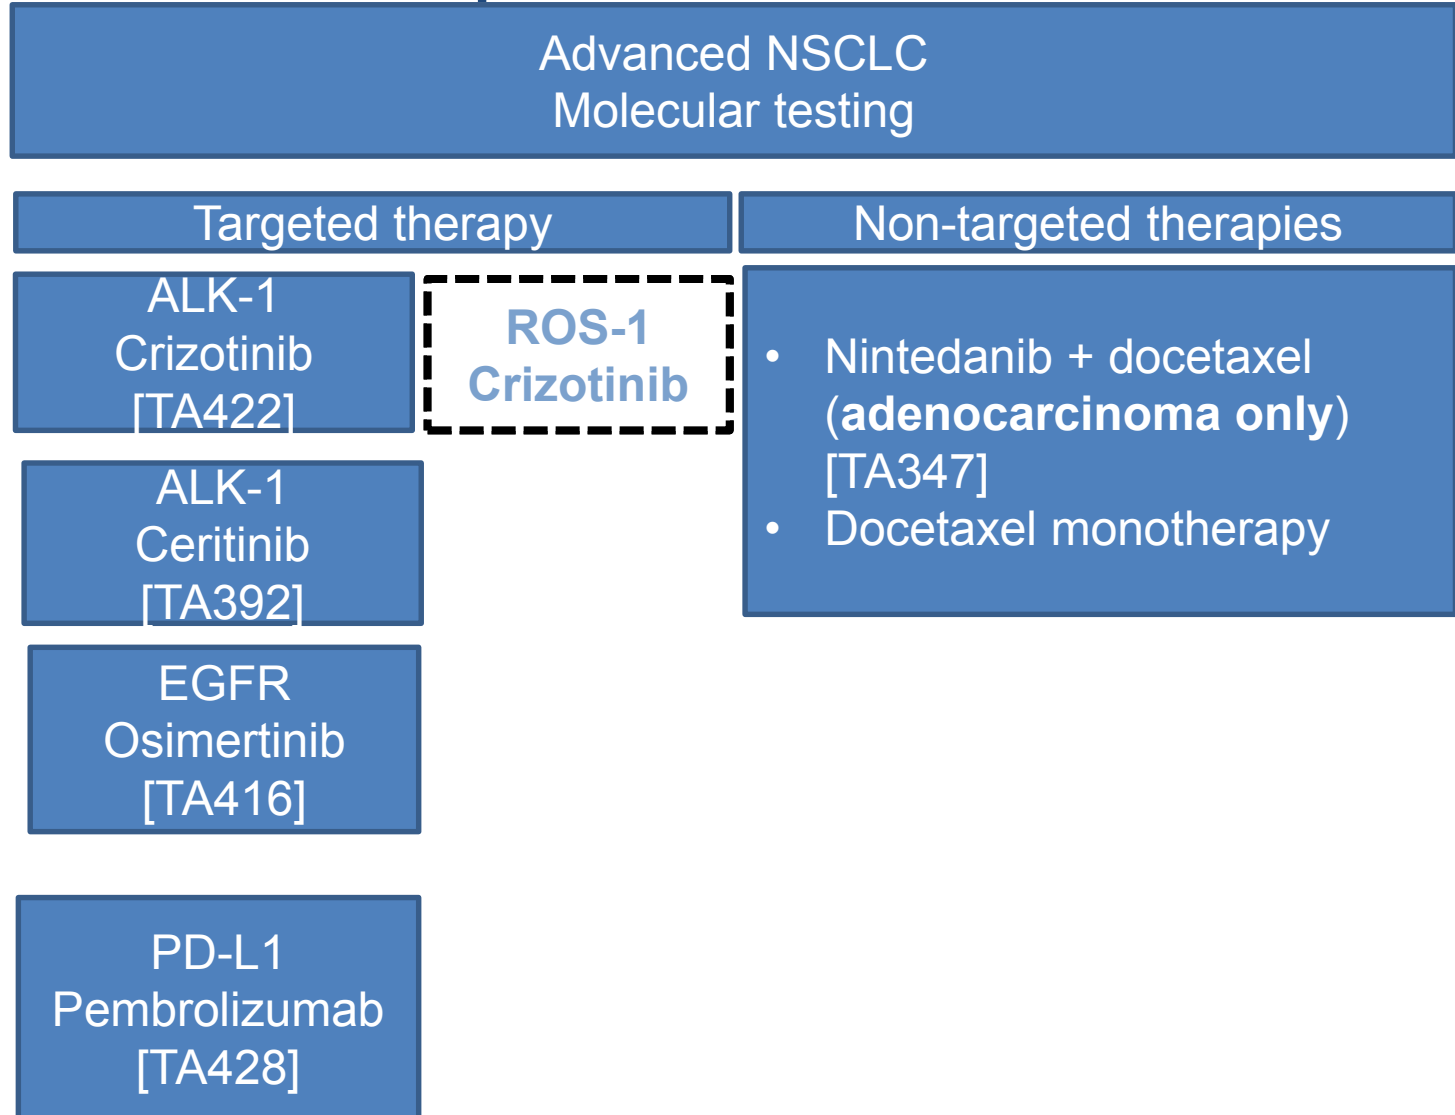 Advanced NSCLC
Molecular testing
Targeted therapy
Non-targeted therapies
ALK-1
Crizotinib
[TA422]
ROS-1
Crizotinib
• Nintedanib + docetaxel
(adenocarcinoma only)
[TA347]
• Docetaxel monotherapy
ALK-1
Ceritinib
[TA392]
EGFR
Osimertinib
[TA416]
PD-L1
Pembrolizumab
[TA428]